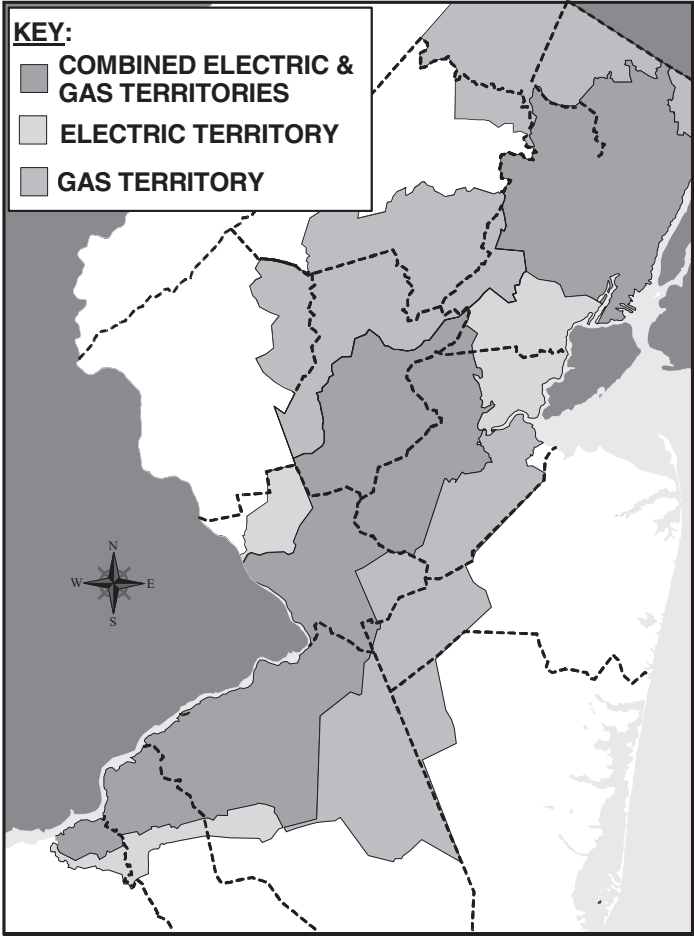 KEY:
COMBINED ELECTRIC &
GAS TERRITORIES
ELECTRIC TERRITORY
GAS TERRITORY
N
W E
S